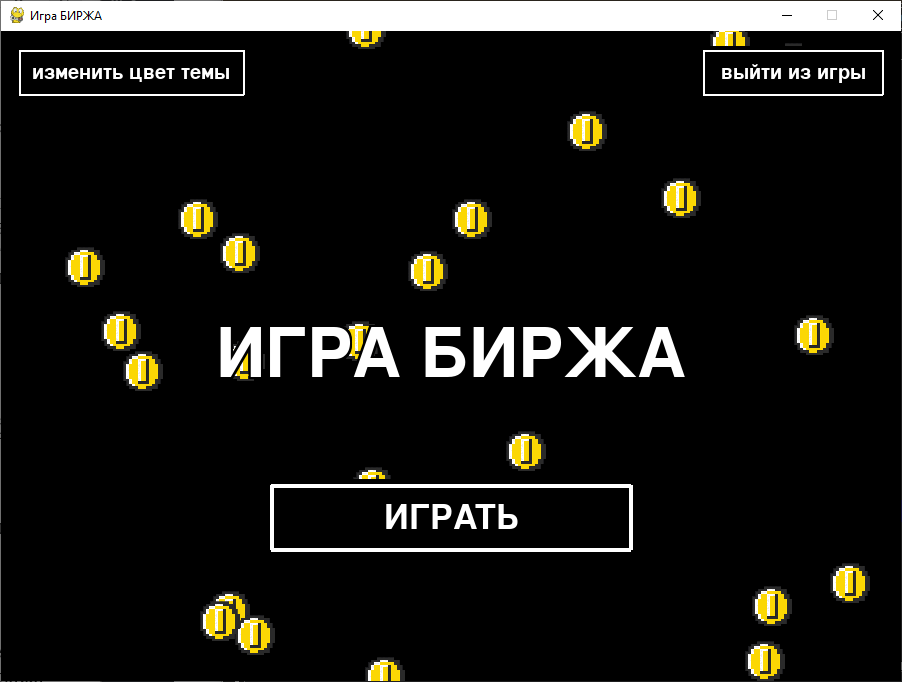 Игра БИРЖА
изменить цвет темы
выйти из игры
ИГРА БИРЖА
ИГРАТЬ